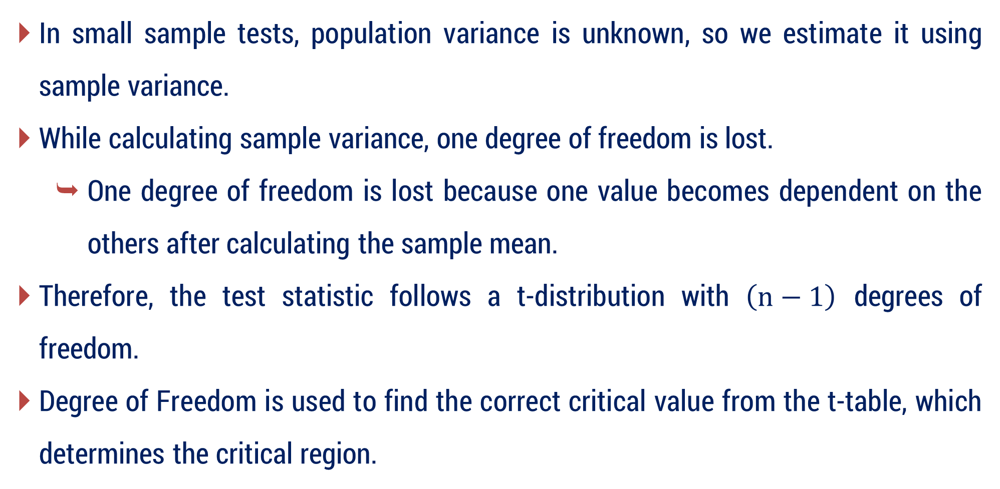 In small sample tests, population variance is unknown, so we estimate it using
sample variance.
While calculating sample variance, one degree of freedom is lost.
One degree of freedom is lost because one value becomes dependent on the
others after calculating the sample mean.
Therefore, the test statistic follows a t-distribution with (n − 1) degrees of
freedom.
Degree of Freedom is used to find the correct critical value from the t-table, which
determines the critical region.